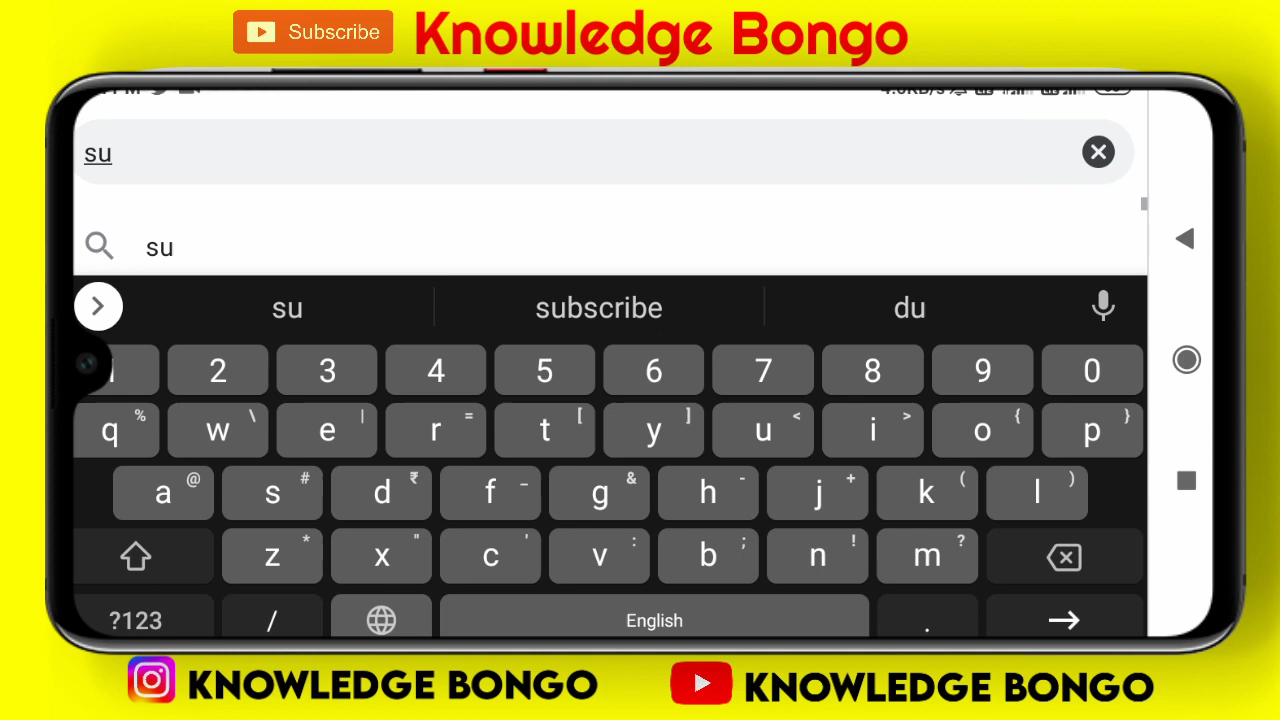 Subscribe Knowledge Bongo
su
su
su subscribe du
2 3 4 5 6 7 8 9 0
q % w \ e | r = t [ y ] u < i > o { p }
a @ s # d ₹ f _ g & h - j + k ( l )
z * x " c ' v : b ; n ! m ?
?123 / English .
KNOWLEDGE BONGO KNOWLEDGE BONGO